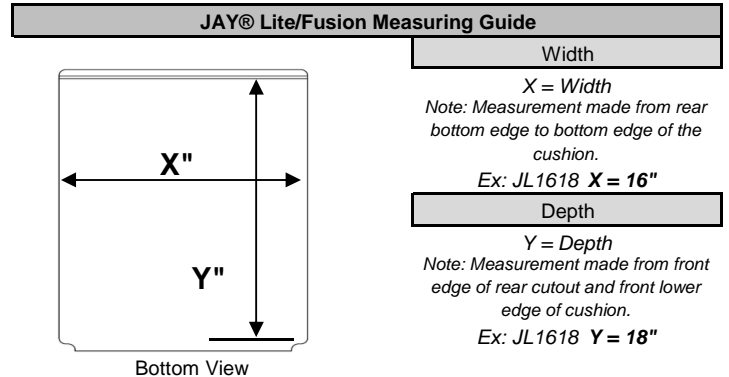 JAY® Lite/Fusion Measuring Guide
Width
X = Width
Note: Measurement made from rear
bottom edge to bottom edge of the
cushion.
Ex: JL1618 X = 16"
Depth
Y = Depth
Note: Measurement made from front
edge of rear cutout and front lower
edge of cushion.
Ex: JL1618 Y = 18"
X"
Y"
Bottom View